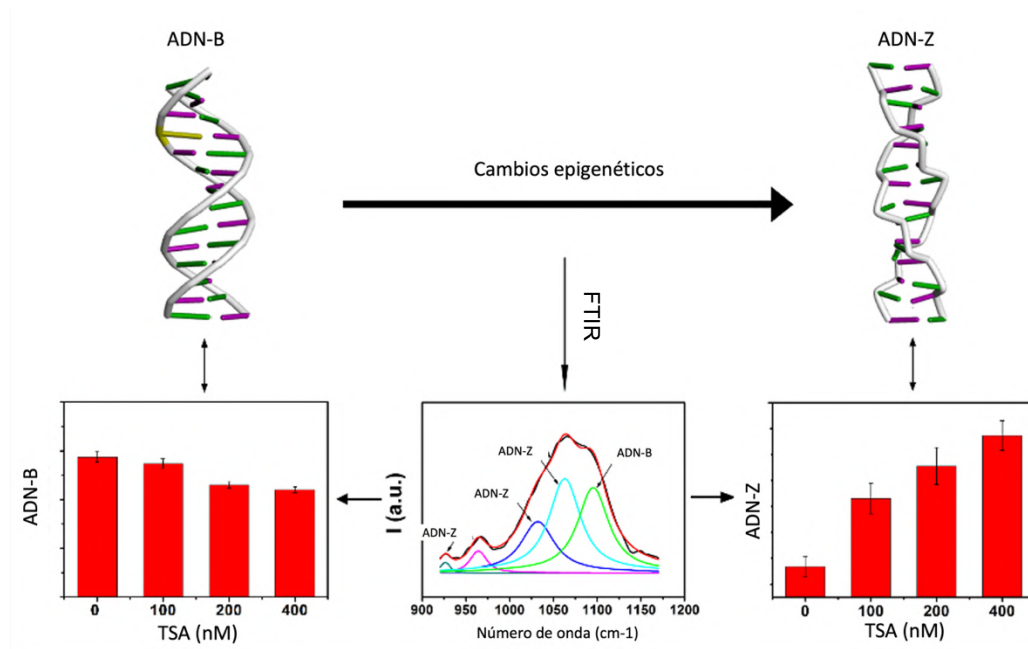 ADN-B
ADN-Z
Cambios epigenéticos
FTIR
ADN-B
0 100 200 400
TSA (nM)
I (a.u.)
ADN-Z
ADN-B
ADN-Z
ADN-Z
900 950 1000 1050 1100 1150 1200
Número de onda (cm-1)
ADN-Z
0 100 200 400
TSA (nM)